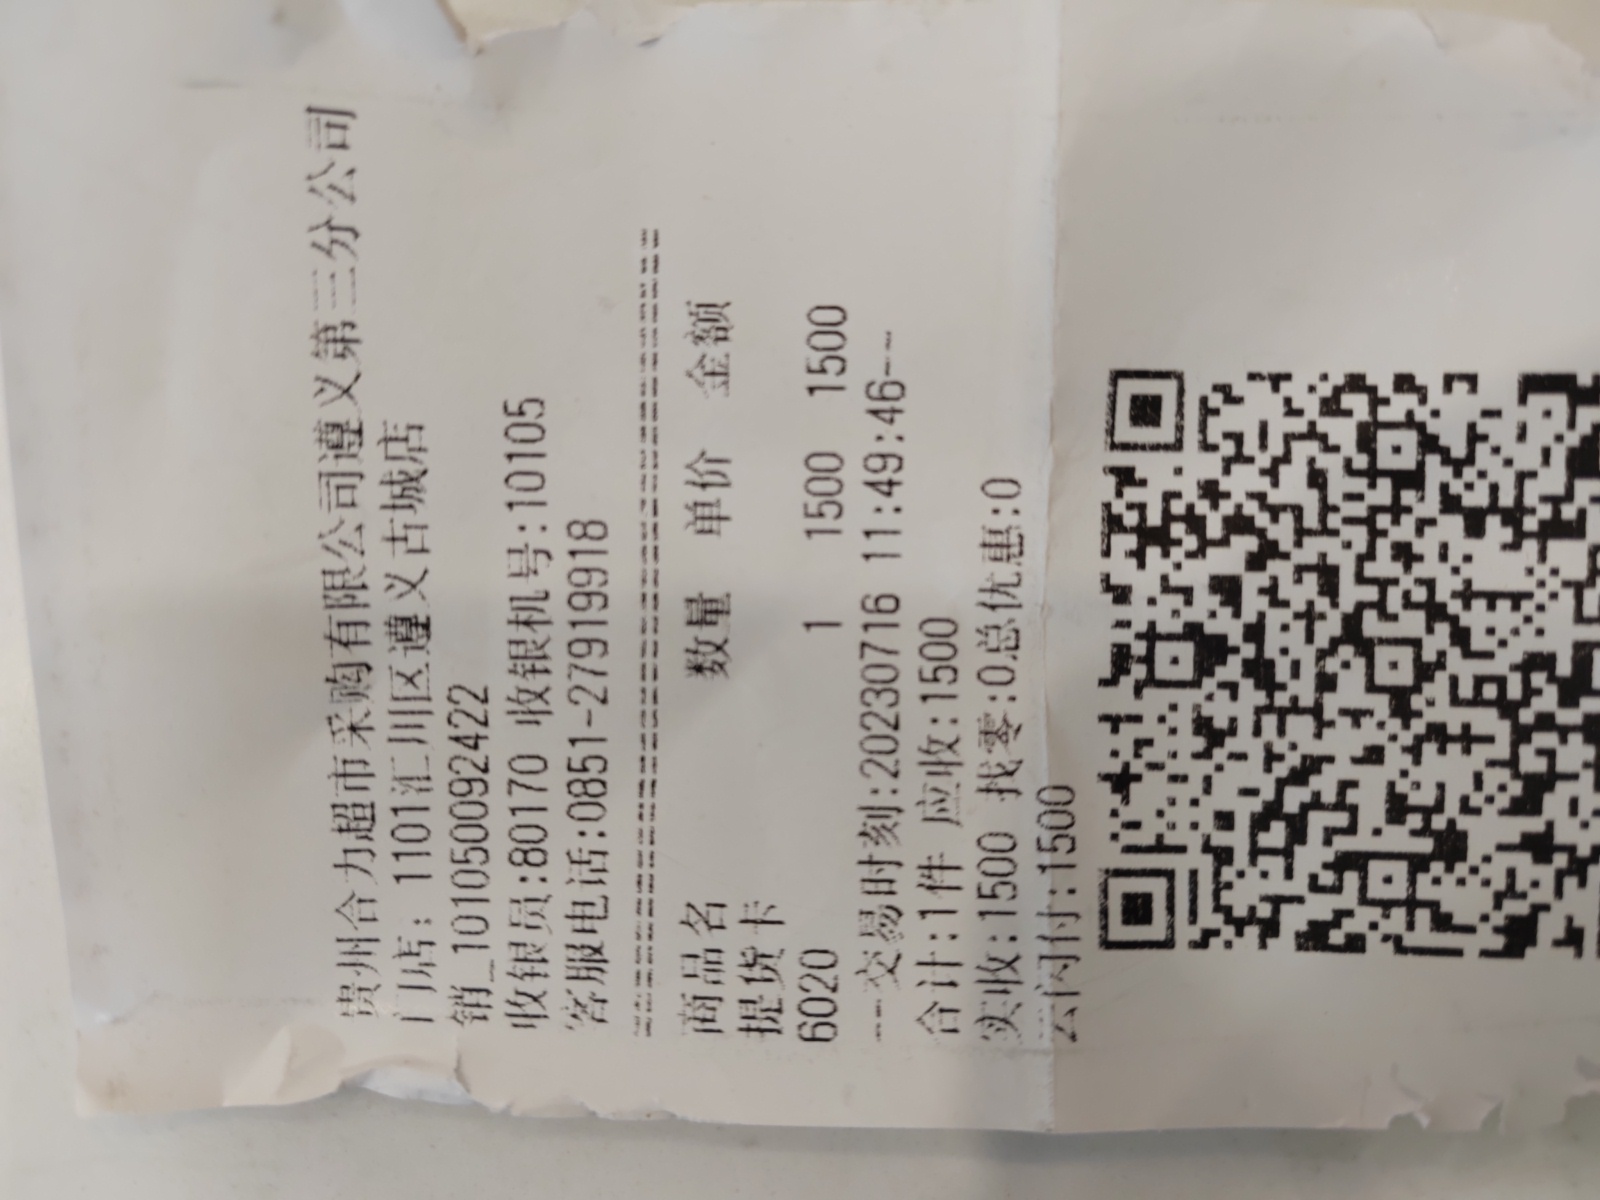 贵州合力超市采购有限公司遵义第三分公司
门店：1101汇川区遵义古城店
销_101050092422
收银员:80170 收银机号:10105
客服电话:0851-27919918
商品名 数量 单价 金额
提货卡
6020 1 1500 1500
---交易时刻:20230716 11:49:46--
合计:1件 应收:1500
实收:1500 找零:0总优惠:0
云闪付:1500